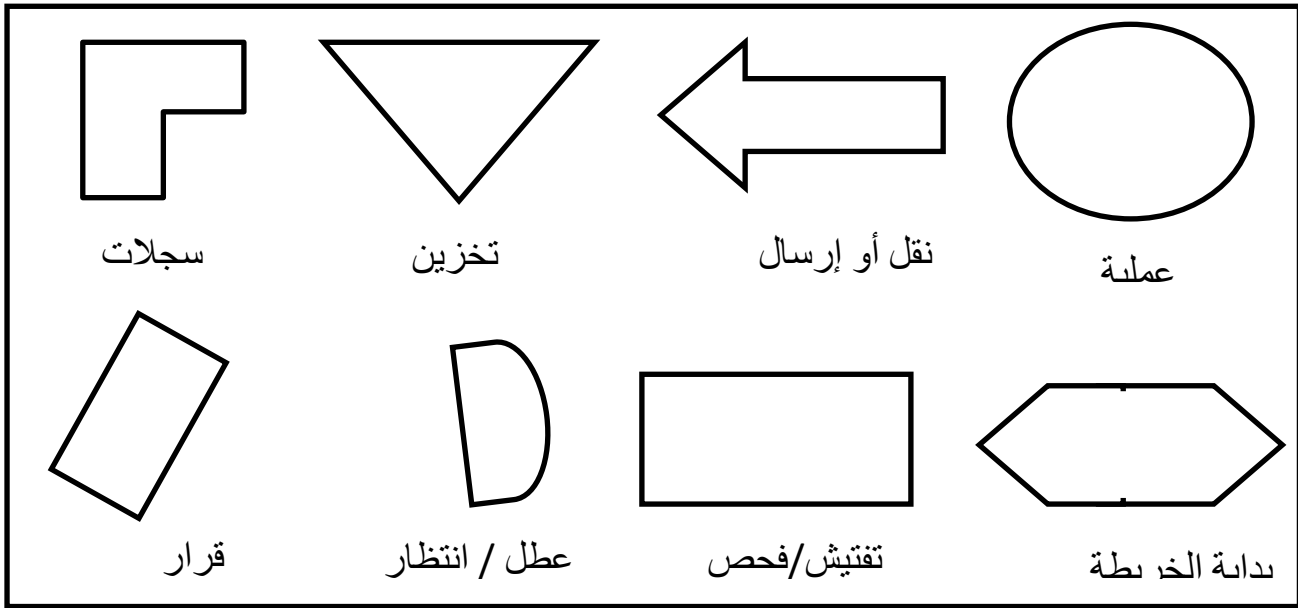 عملية
نقل أو إرسال
تخزين
سجلات
بداية الخريطة
تفتيش/فحص
عطل / انتظار
قرار